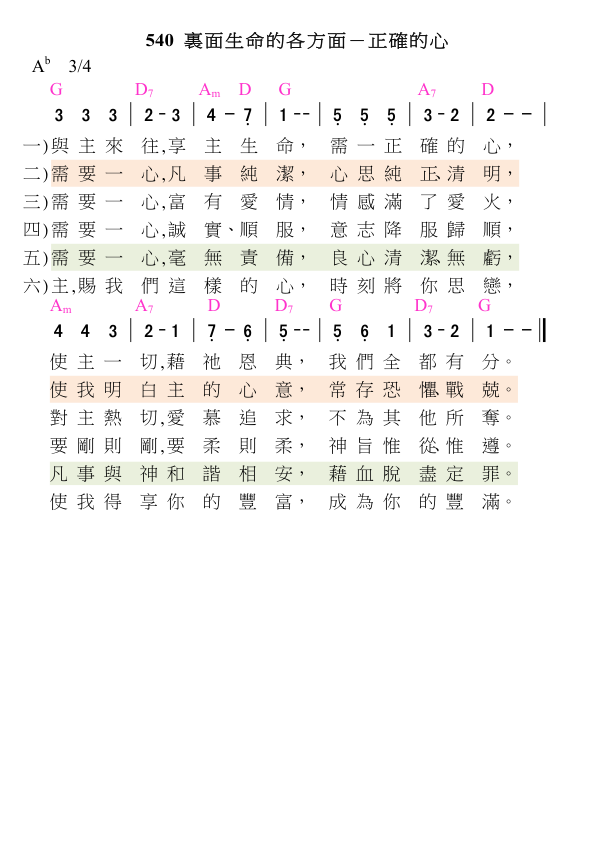 540 裏面生命的各方面－正確的心
A♭ 3/4
G D7 Am D G A7 D
3 3 3 | 2 - 3 | 4 － 7̣ | 1 -- | 5̣ 5̣ 5̣ | 3 - 2 | 2 － － |
一)與主來往,享主生命，需一正確的心，
二)需要一心,凡事純潔，心思純正、清明，
三)需要一心,富有愛情，情感滿了愛火，
四)需要一心,誠實、順服，意志降服歸順，
五)需要一心,毫無責備，良心清潔、無虧，
六)主,賜我們這樣的心，時刻將你思戀，
Am A7 D D7 G D7 G
4 4 3 | 2 - 1 | 7̣ － 6̣ | 5̣ -- | 5̣ 6̣ 1 | 3 - 2 | 1 － － ‖
使主一切,藉祂恩典，我們全都有分。
使我明白主的心意，常存恐懼、戰兢。
對主熱切,愛慕追求，不為其他所奪。
要剛則剛,要柔則柔，神旨惟從、惟遵。
凡事與神和諧相安，藉血脫盡定罪。
使我得享你的豐富，成為你的豐滿。